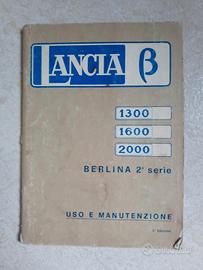 LANCIA β
1300
1600
2000
BERLINA 2ª serie
USO E MANUTENZIONE